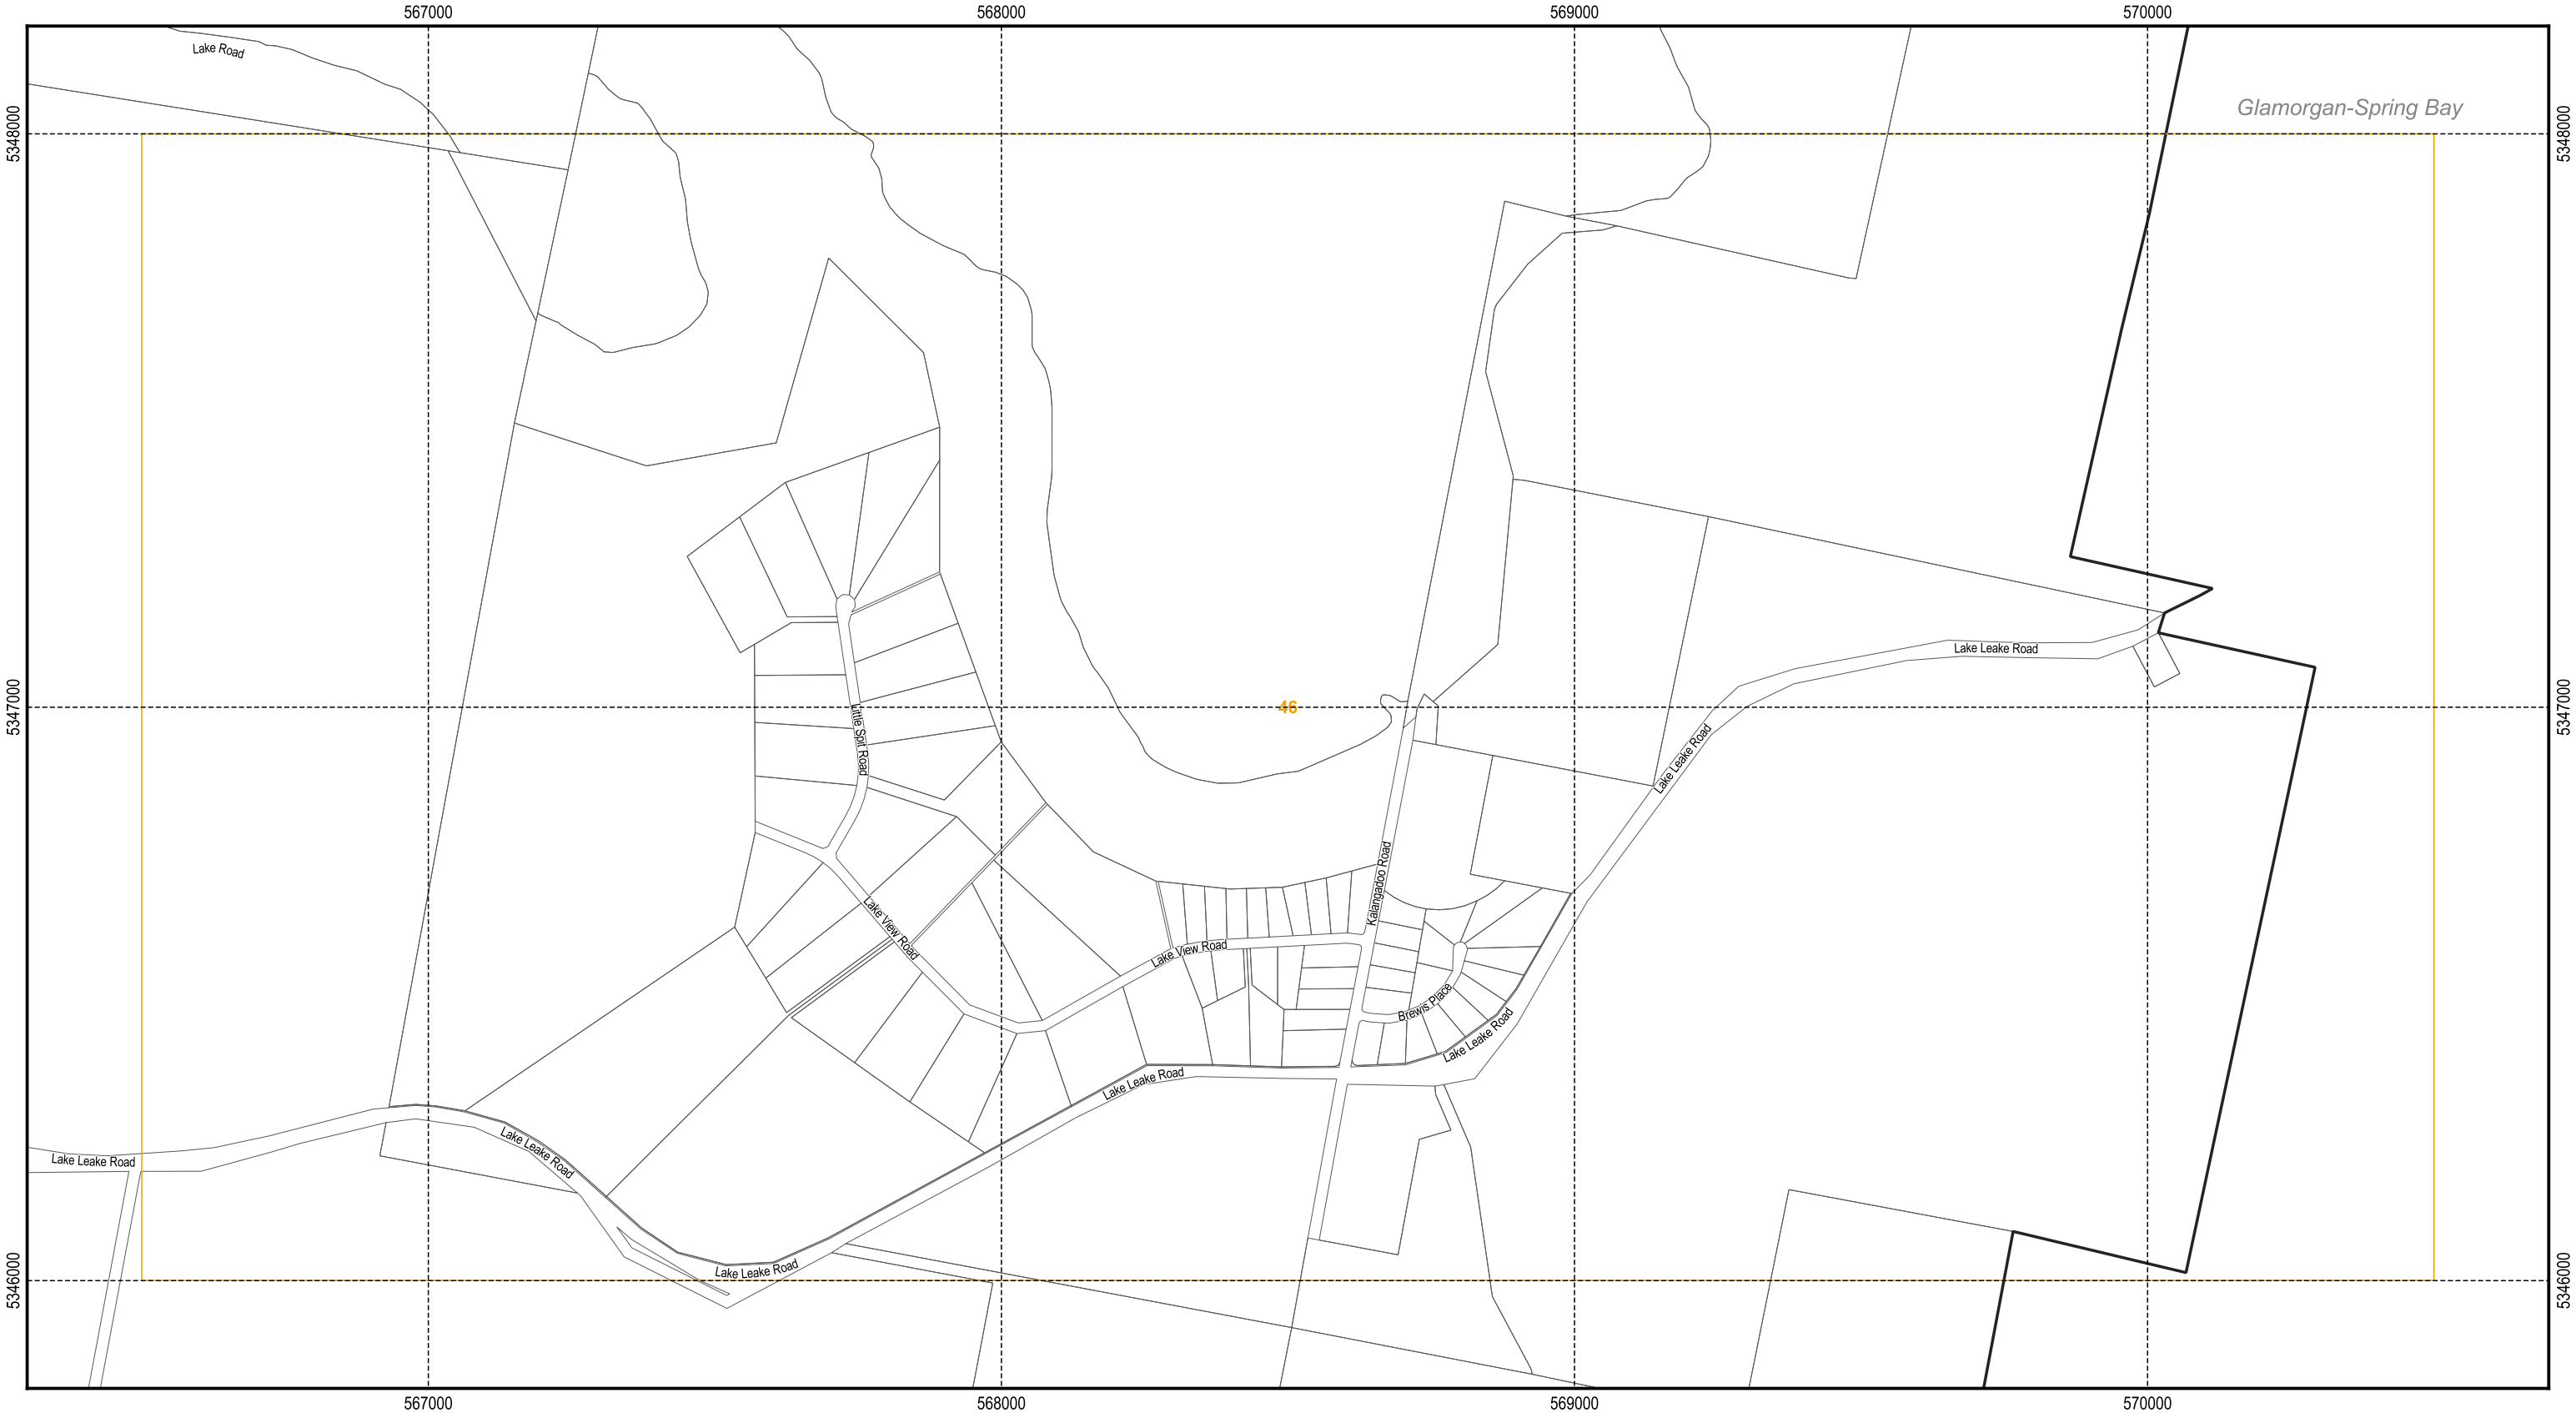 567000 568000 569000 570000
Lake Road
Glamorgan-Spring Bay
5348000 5348000
Lake Leake Road
5347000 46 5347000
Little Spit Road
Lake Leake Road
Kalangadoo Road
Lake View Road
Lake View Road
Brewis Place
Lake Leake Road
Lake Leake Road
Lake Leake Road
Lake Leake Road
Lake Leake Road
5346000 5346000
567000 568000 569000 570000